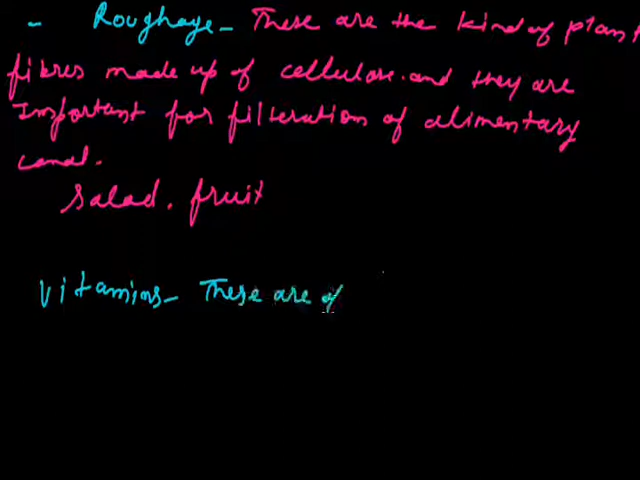 - Roughage - These are the kind of plant
fibres made up of cellulose. and they are
Important for filteration of alimentary
canal.
Salad. fruit
Vitamins - These are of